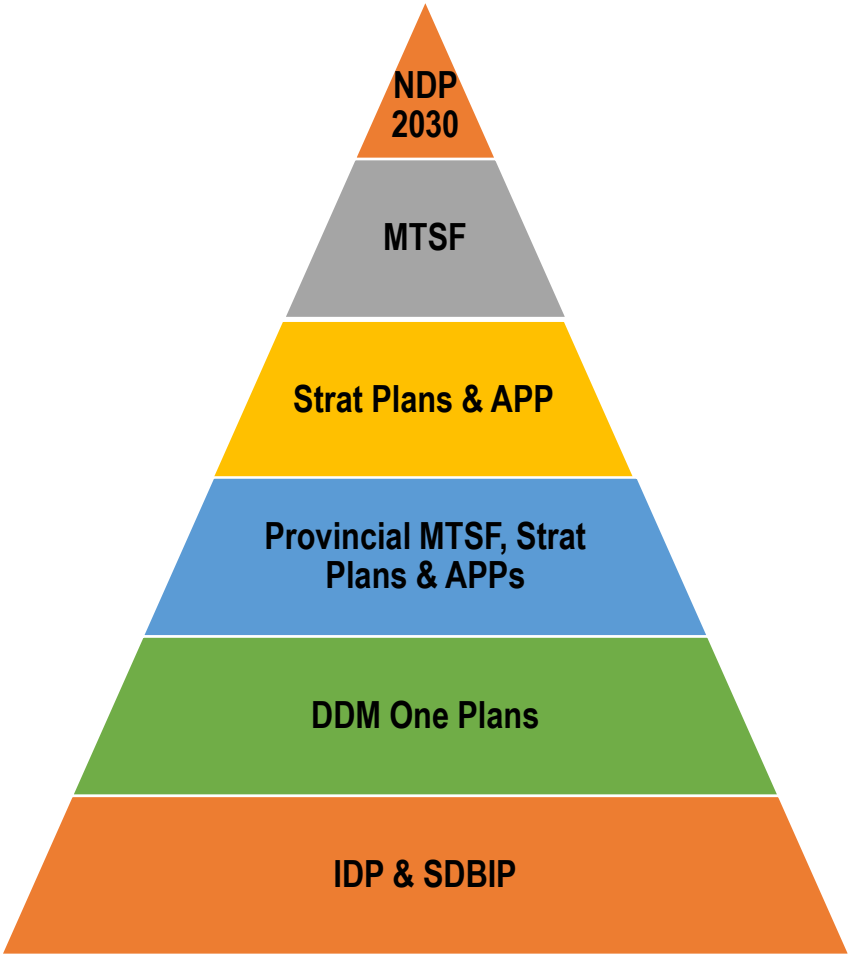 NDP
2030
MTSF
Strat Plans & APP
Provincial MTSF, Strat
Plans & APPs
DDM One Plans
IDP & SDBIP